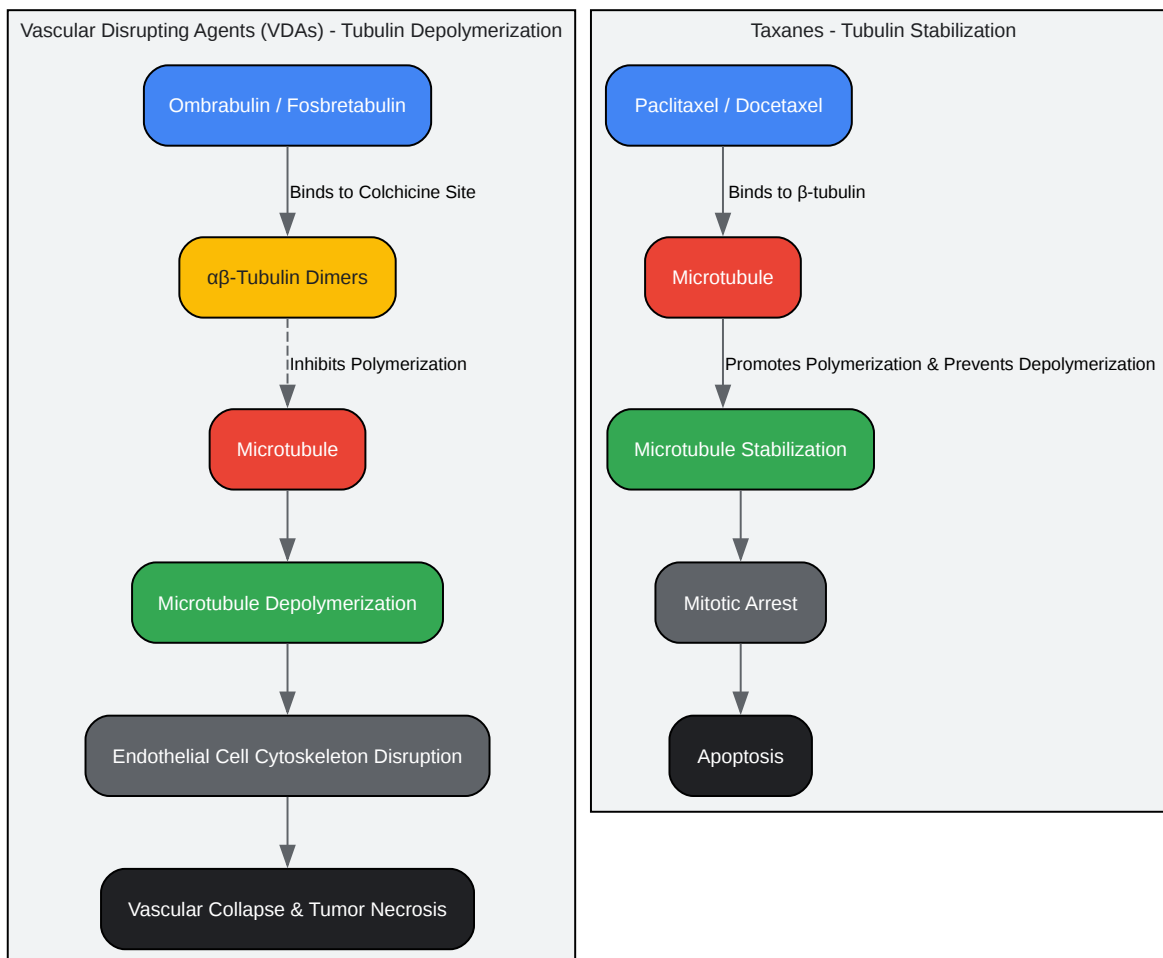 Vascular Disrupting Agents (VDAs) - Tubulin Depolymerization
Ombrabulin / Fosbretabulin
Binds to Colchicine Site
αβ-Tubulin Dimers
Inhibits Polymerization
Microtubule
Microtubule Depolymerization
Endothelial Cell Cytoskeleton Disruption
Vascular Collapse & Tumor Necrosis
Taxanes - Tubulin Stabilization
Paclitaxel / Docetaxel
Binds to β-tubulin
Microtubule
Promotes Polymerization & Prevents Depolymerization
Microtubule Stabilization
Mitotic Arrest
Apoptosis